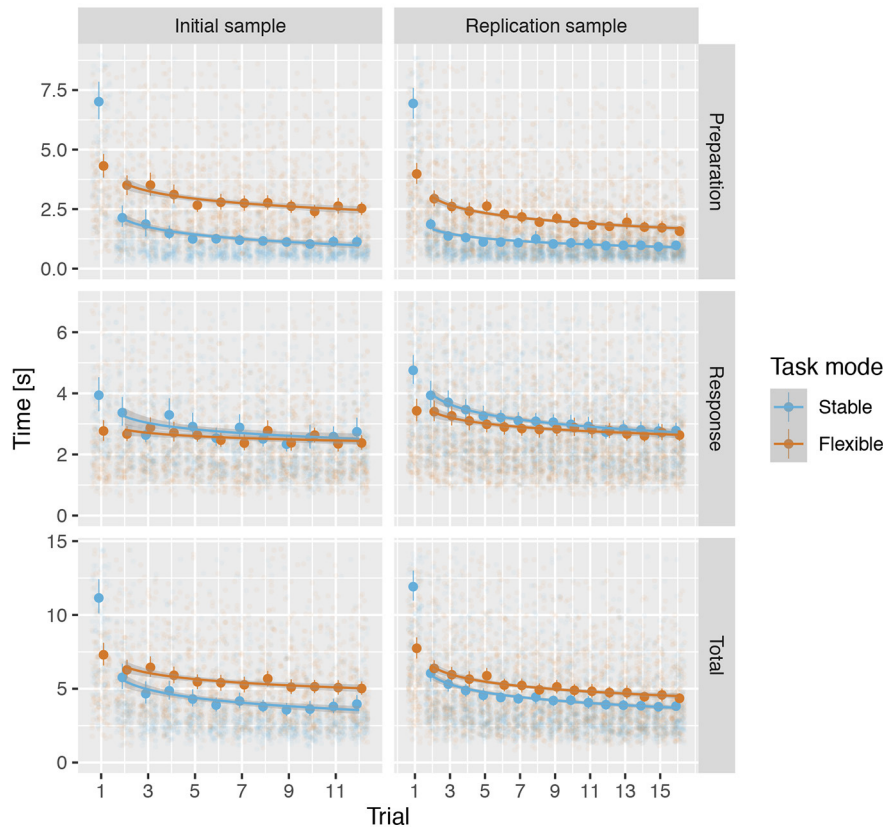 Initial sample
Replication sample
7.5
5.0
2.5
0.0
Preparation
6
4
2
0
Response
15
10
5
0
Total
1 3 5 7 9 11
1 3 5 7 9 11 13 15
Trial
Time [s]
Task mode
Stable
Flexible